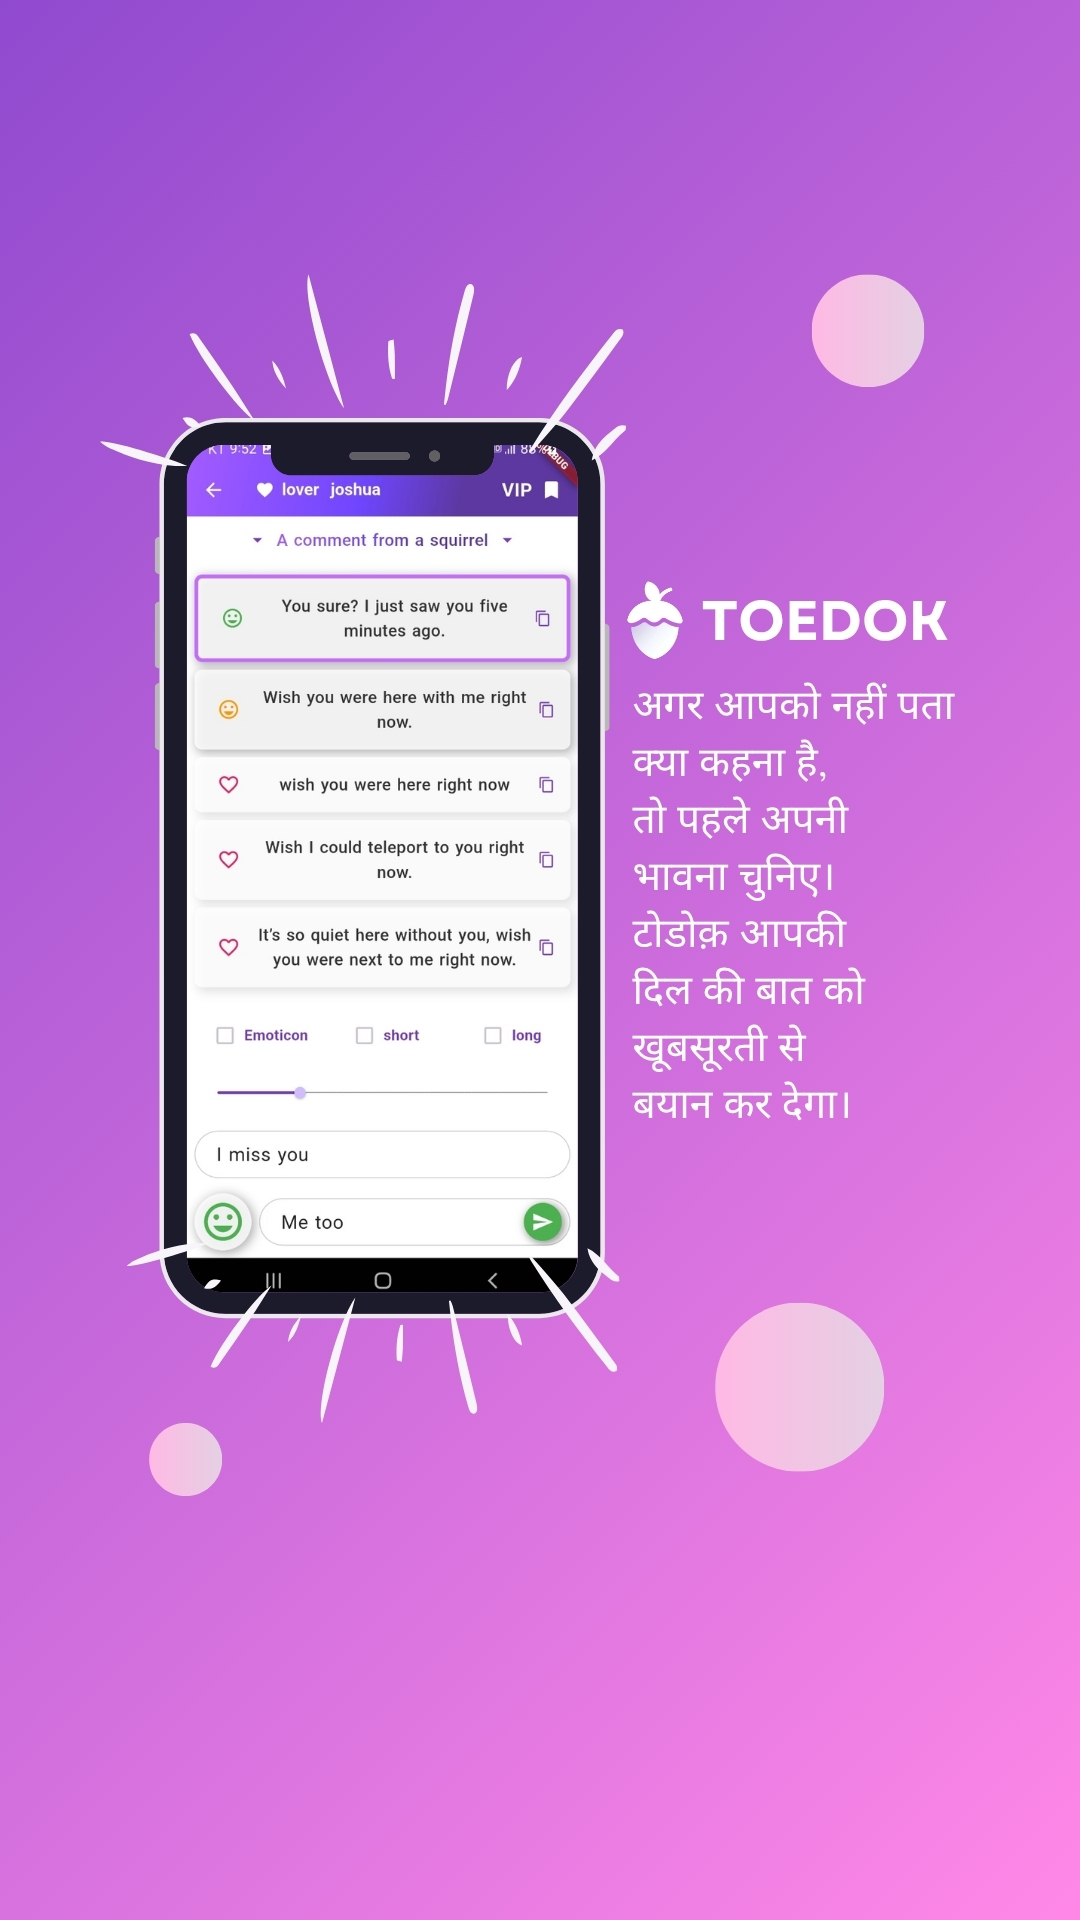 9:52
lover joshua
VIP
A comment from a squirrel
You sure? I just saw you five
minutes ago.
Wish you were here with me right
now.
wish you were here right now
Wish I could teleport to you right
now.
It's so quiet here without you, wish
you were next to me right now.
Emoticon short long
I miss you
Me too
TOEDOK
अगर आपको नहीं पता
क्या कहना है,
तो पहले अपनी
भावना चुनिए।
टोडोक़ आपकी
दिल की बात को
खूबसूरती से
बयान कर देगा।